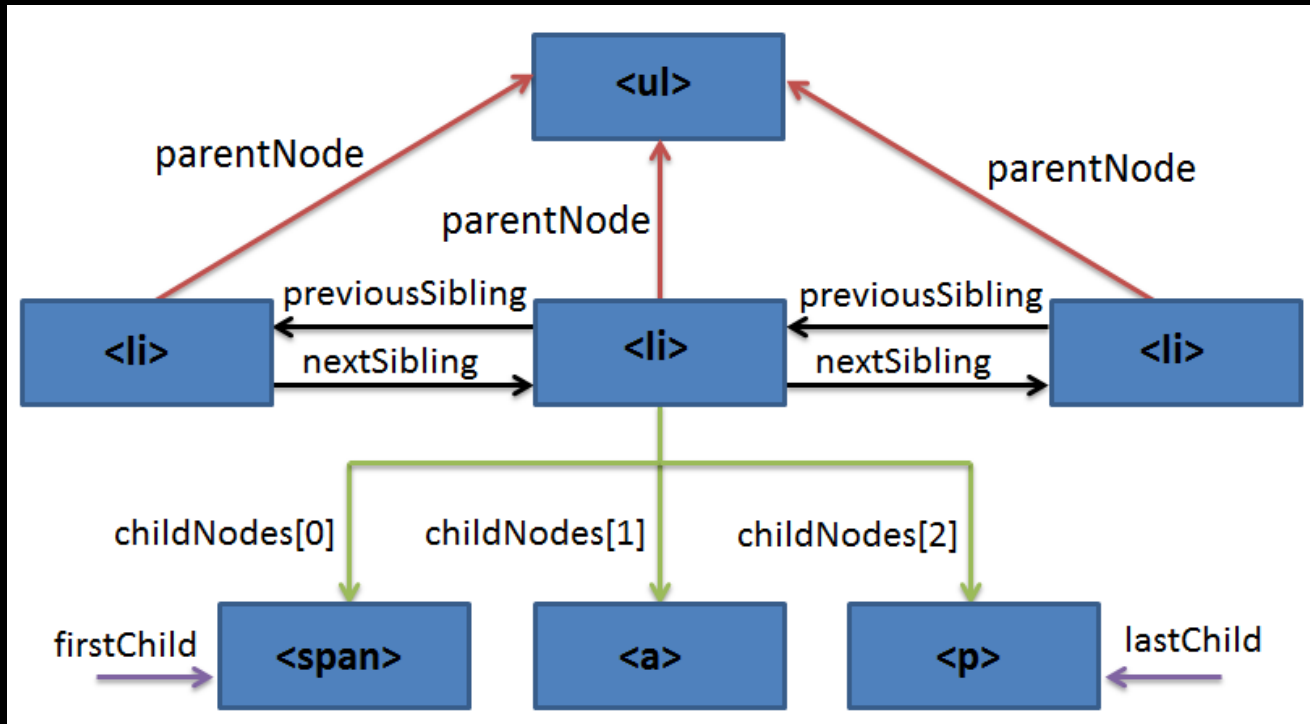 <ul>
parentNode
parentNode
parentNode
previousSibling
previousSibling
<li>
<li>
<li>
nextSibling
nextSibling
childNodes[0]
childNodes[1]
childNodes[2]
firstChild
<span>
<a>
<p>
lastChild